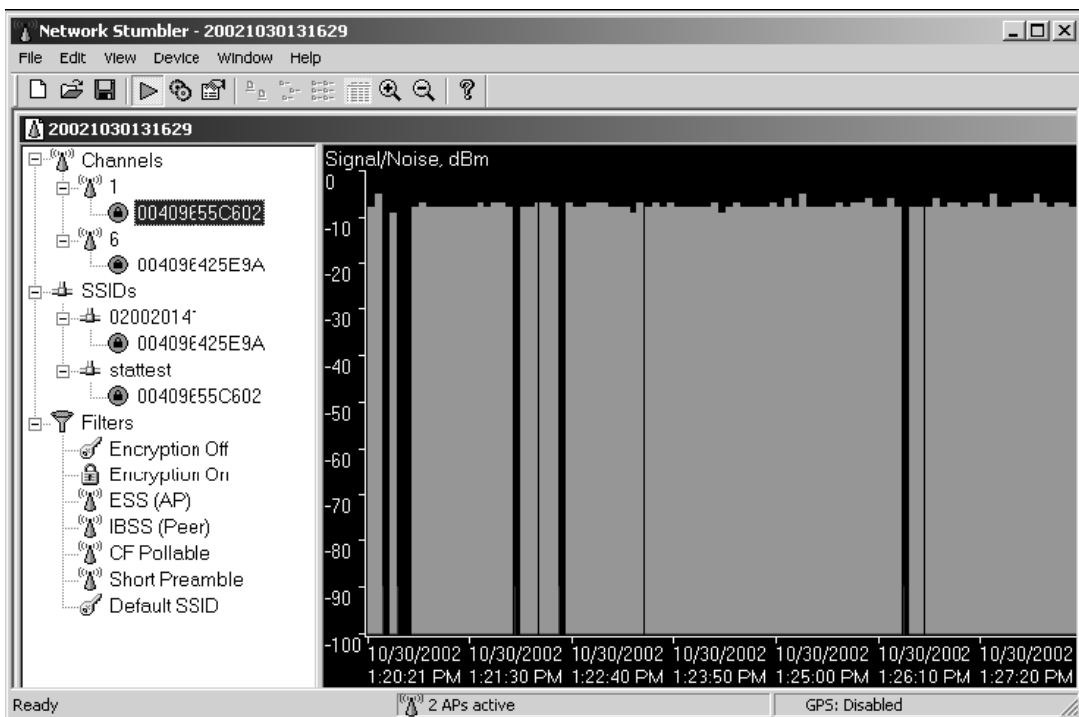 Network Stumbler - 20021030131629
File Edit View Device Window Help
20021030131629
Channels
1
00409655C602
6
004096425E9A
SSIDs
004096425E9A
stattest
00409655C602
Filters
Encryption Off
Encryption On
ESS (AP)
IBSS (Peer)
CF Pollable
Short Preamble
Default SSID
Signal/Noise, dBm
0
-10
-20
-30
-40
-50
-60
-70
-80
-90
-100
10/30/2002 10/30/2002 10/30/2002 10/30/2002 10/30/2002 10/30/2002 10/30/2002
1:20:21 PM 1:21:30 PM 1:22:40 PM 1:23:50 PM 1:25:00 PM 1:26:10 PM 1:27:20 PM
Ready 2 APs active GPS: Disabled